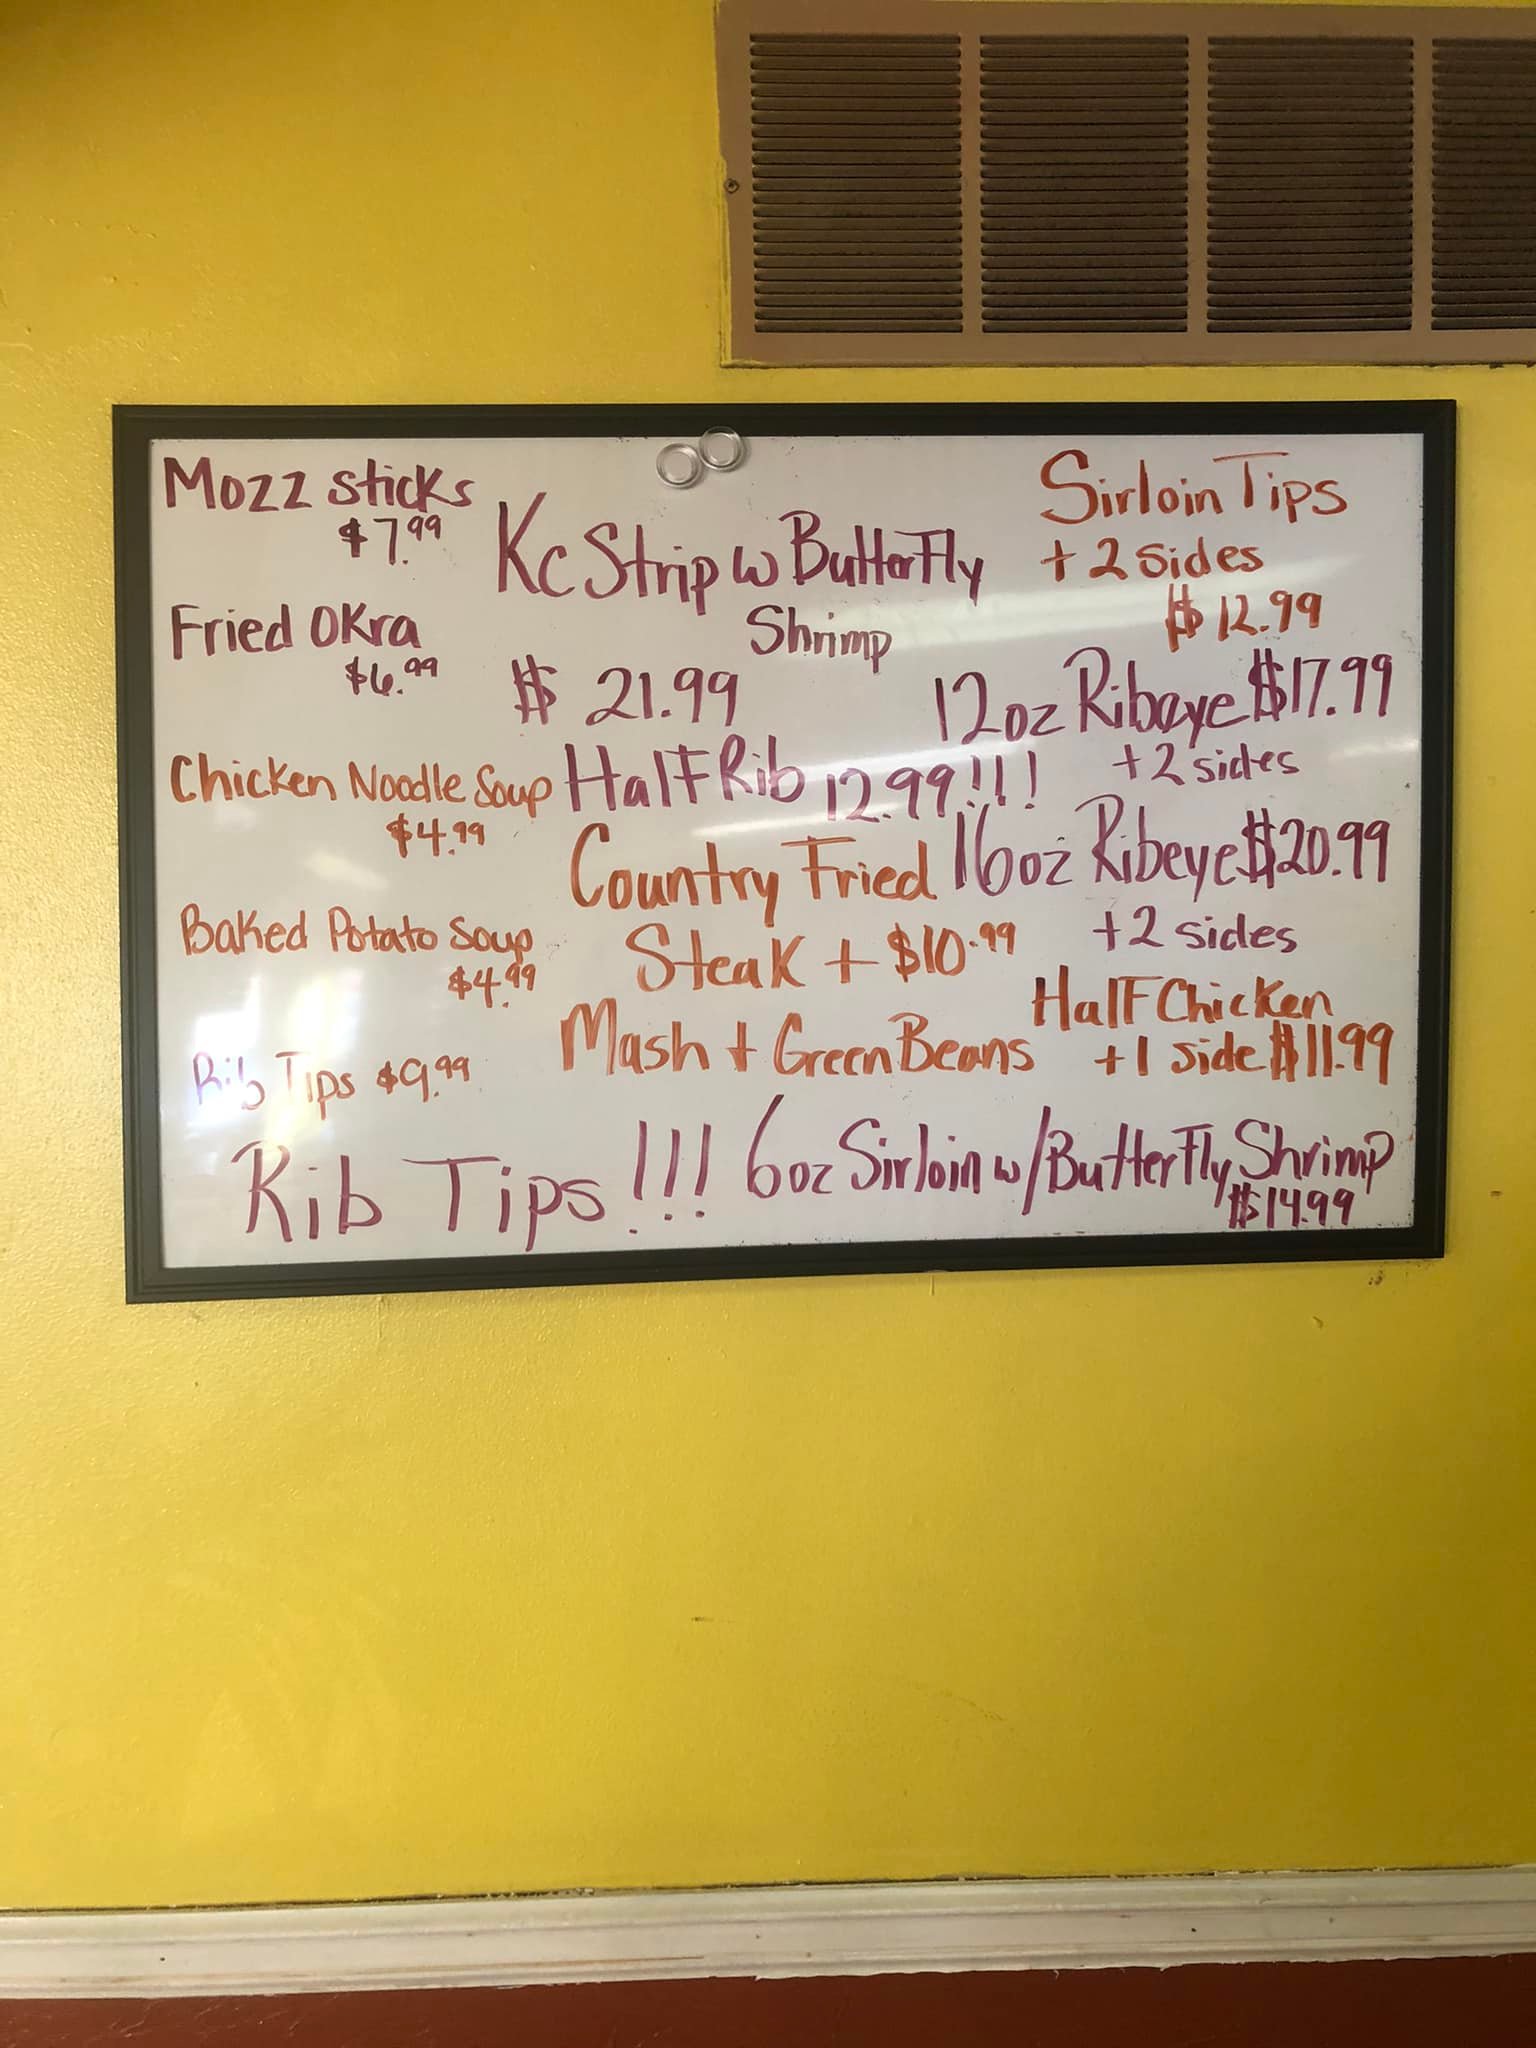 Mozz Sticks
$7.99
Fried Okra
$6.99
Chicken Noodle Soup
$4.99
Baked Potato Soup
$4.99
Rib Tips $9.99
Rib Tips!!!
Kc Strip w Butterfly
Shrimp
$21.99
Half Rib 12.99!!!
Country Fried
Steak + $10.99
Mash + Green Beans
Sirloin Tips
+ 2 sides
$12.99
12oz Ribeye $17.99
+2 sides
16oz Ribeye $20.99
+2 sides
Half Chicken
+1 side $11.99
6oz Sirloin w/Butterfly Shrimp
$14.99